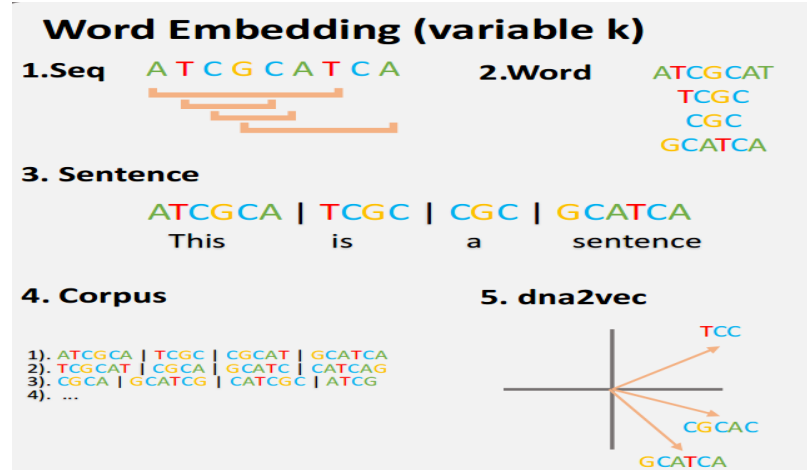 Word Embedding (variable k)
1.Seq A T C G C A T C A
2.Word ATCGCAT
TCGC
CGC
GCATCA
3. Sentence
ATCGCA | TCGC | CGC | GCATCA
This is a sentence
4. Corpus
1). ATCGCA | TCGC | CGCAT | GCATCA
2). TCGCAT | CGCA | GCATC | CATCAG
3). CGCA | GCATCG | CATCGC | ATCG
4). ...
5. dna2vec
TCC
CGCAC
GCATCA